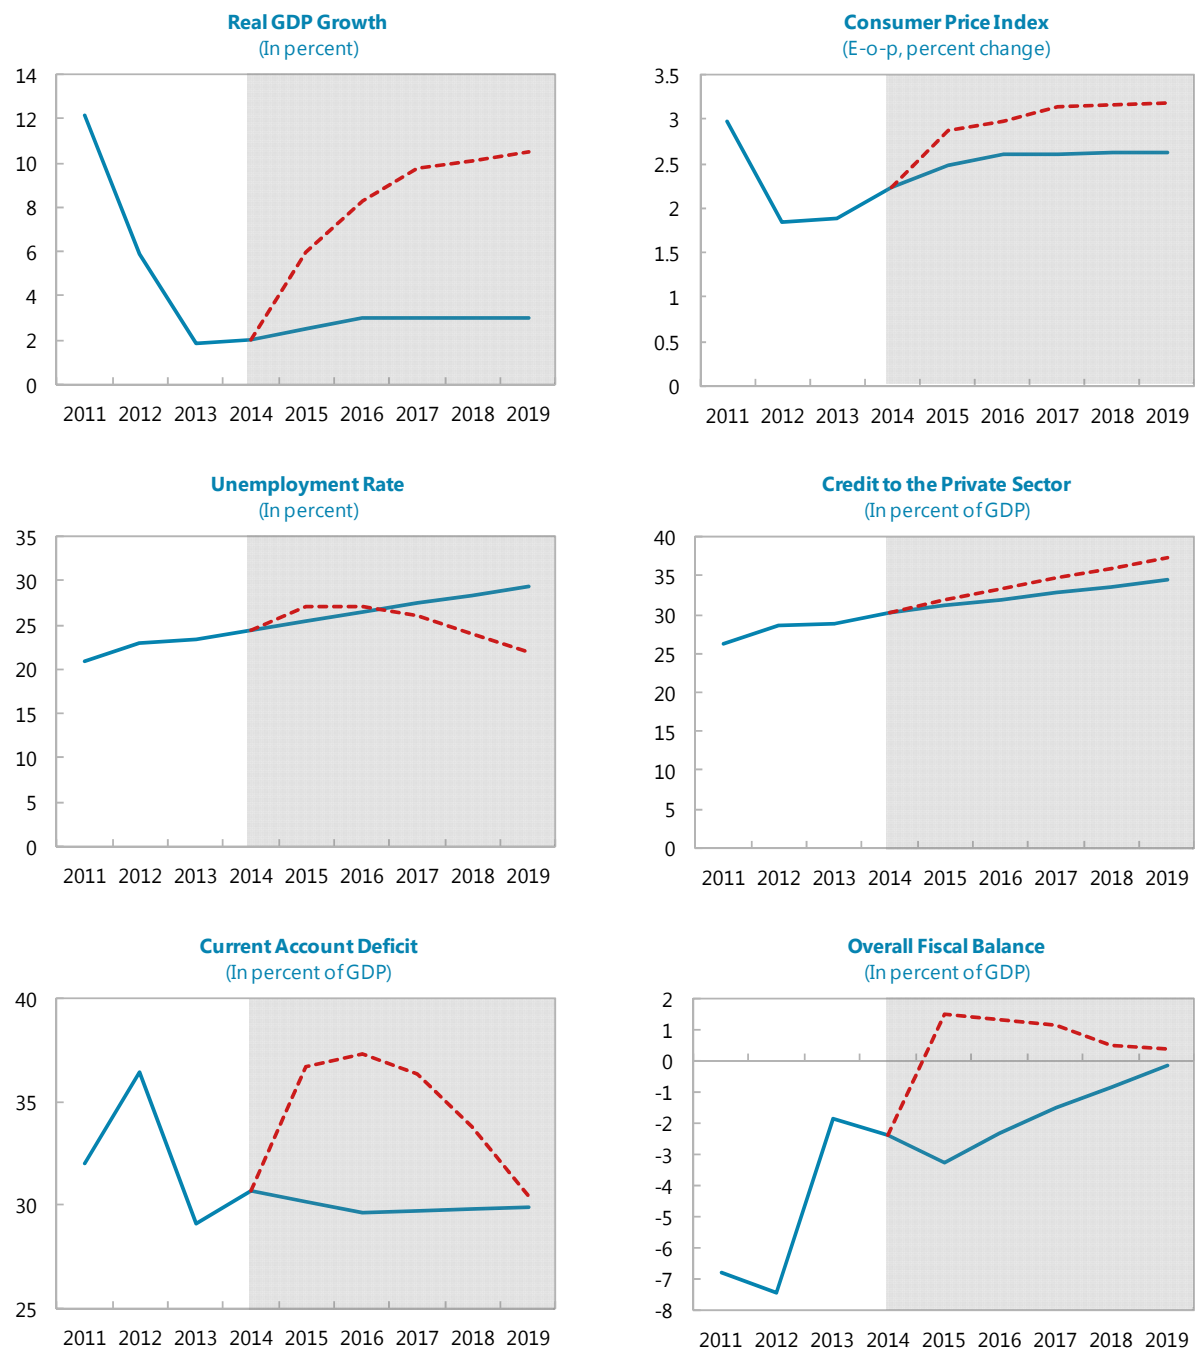 Real GDP Growth
(In percent)
14
12
10
8
6
4
2
0
2011 2012 2013 2014 2015 2016 2017 2018 2019
Consumer Price Index
(E-o-p, percent change)
3.5
3
2.5
2
1.5
1
0.5
0
2011 2012 2013 2014 2015 2016 2017 2018 2019
Unemployment Rate
(In percent)
35
30
25
20
15
10
5
0
2011 2012 2013 2014 2015 2016 2017 2018 2019
Credit to the Private Sector
(In percent of GDP)
40
35
30
25
20
15
10
5
0
2011 2012 2013 2014 2015 2016 2017 2018 2019
Current Account Deficit
(In percent of GDP)
40
35
30
25
2011 2012 2013 2014 2015 2016 2017 2018 2019
Overall Fiscal Balance
(In percent of GDP)
2
1
0
-1
-2
-3
-4
-5
-6
-7
-8
2011 2012 2013 2014 2015 2016 2017 2018 2019